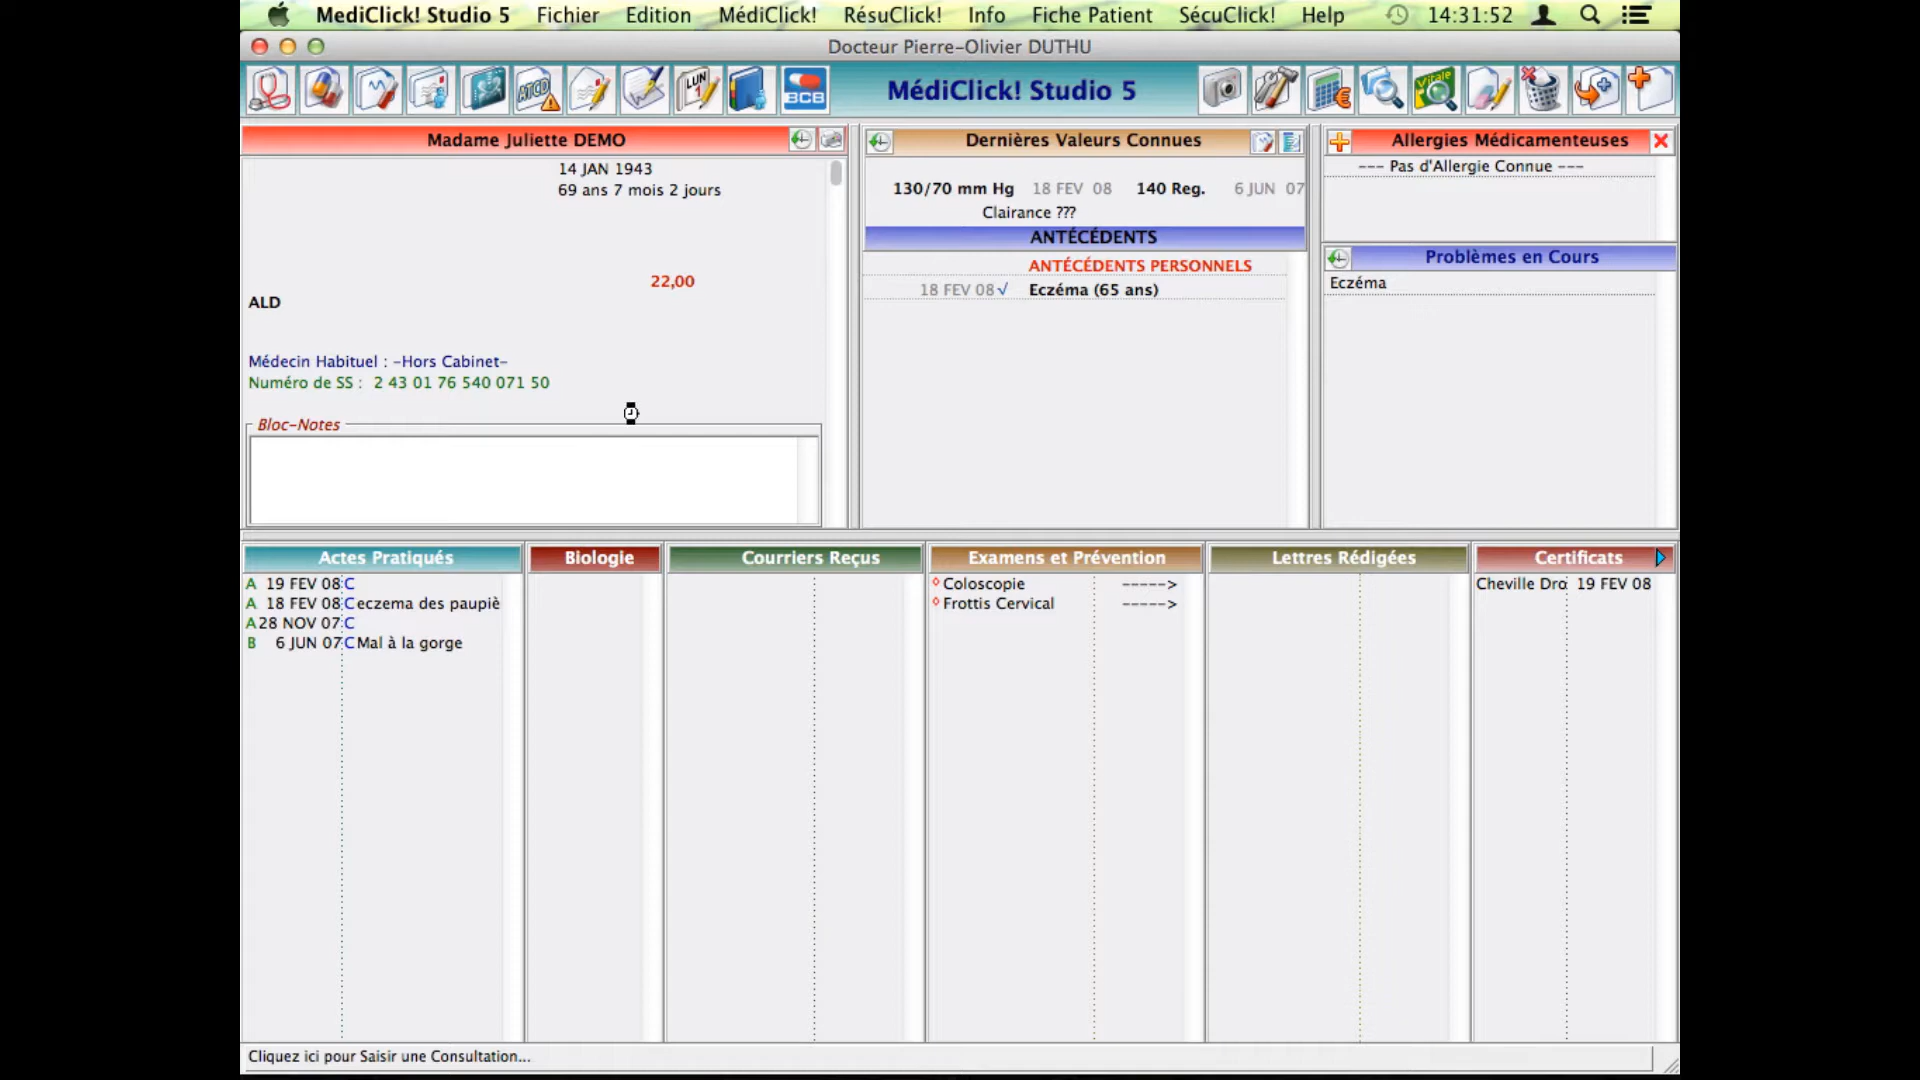 MediClick! Studio 5 Fichier Edition MédiClick! RésuClick! Info Fiche Patient SécuClick! Help 14:31:52
Docteur Pierre-Olivier DUTHU
ATCD LUN 1 BCB MédiClick! Studio 5 Vitale
Madame Juliette DEMO
14 JAN 1943
69 ans 7 mois 2 jours
22,00
ALD
Médecin Habituel : -Hors Cabinet-
Numéro de SS : 2 43 01 76 540 071 50
Bloc-Notes
Dernières Valeurs Connues
130/70 mm Hg 18 FEV 08 140 Reg. 6 JUN 07
Clairance ???
ANTÉCÉDENTS
ANTÉCÉDENTS PERSONNELS
18 FEV 08√ Eczéma (65 ans)
Allergies Médicamenteuses
--- Pas d'Allergie Connue ---
Problèmes en Cours
Eczéma
Actes Pratiqués
A 19 FEV 08 C
A 18 FEV 08 C eczema des paupiè
A 28 NOV 07 C
B 6 JUN 07 C Mal à la gorge
Biologie
Courriers Reçus
Examens et Prévention
Coloscopie ----->
Frottis Cervical ----->
Lettres Rédigées
Certificats
Cheville Dro 19 FEV 08
Cliquez ici pour Saisir une Consultation...